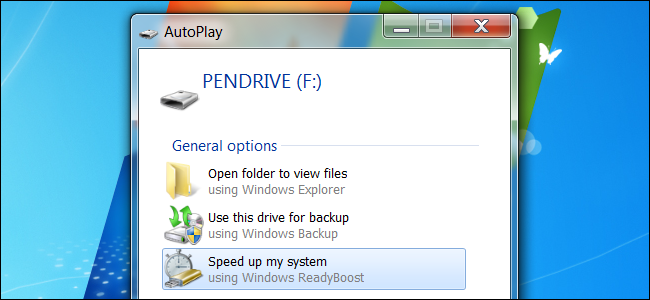 AutoPlay
PENDRIVE (F:)
General options
Open folder to view files
using Windows Explorer
Use this drive for backup
using Windows Backup
Speed up my system
using Windows ReadyBoost